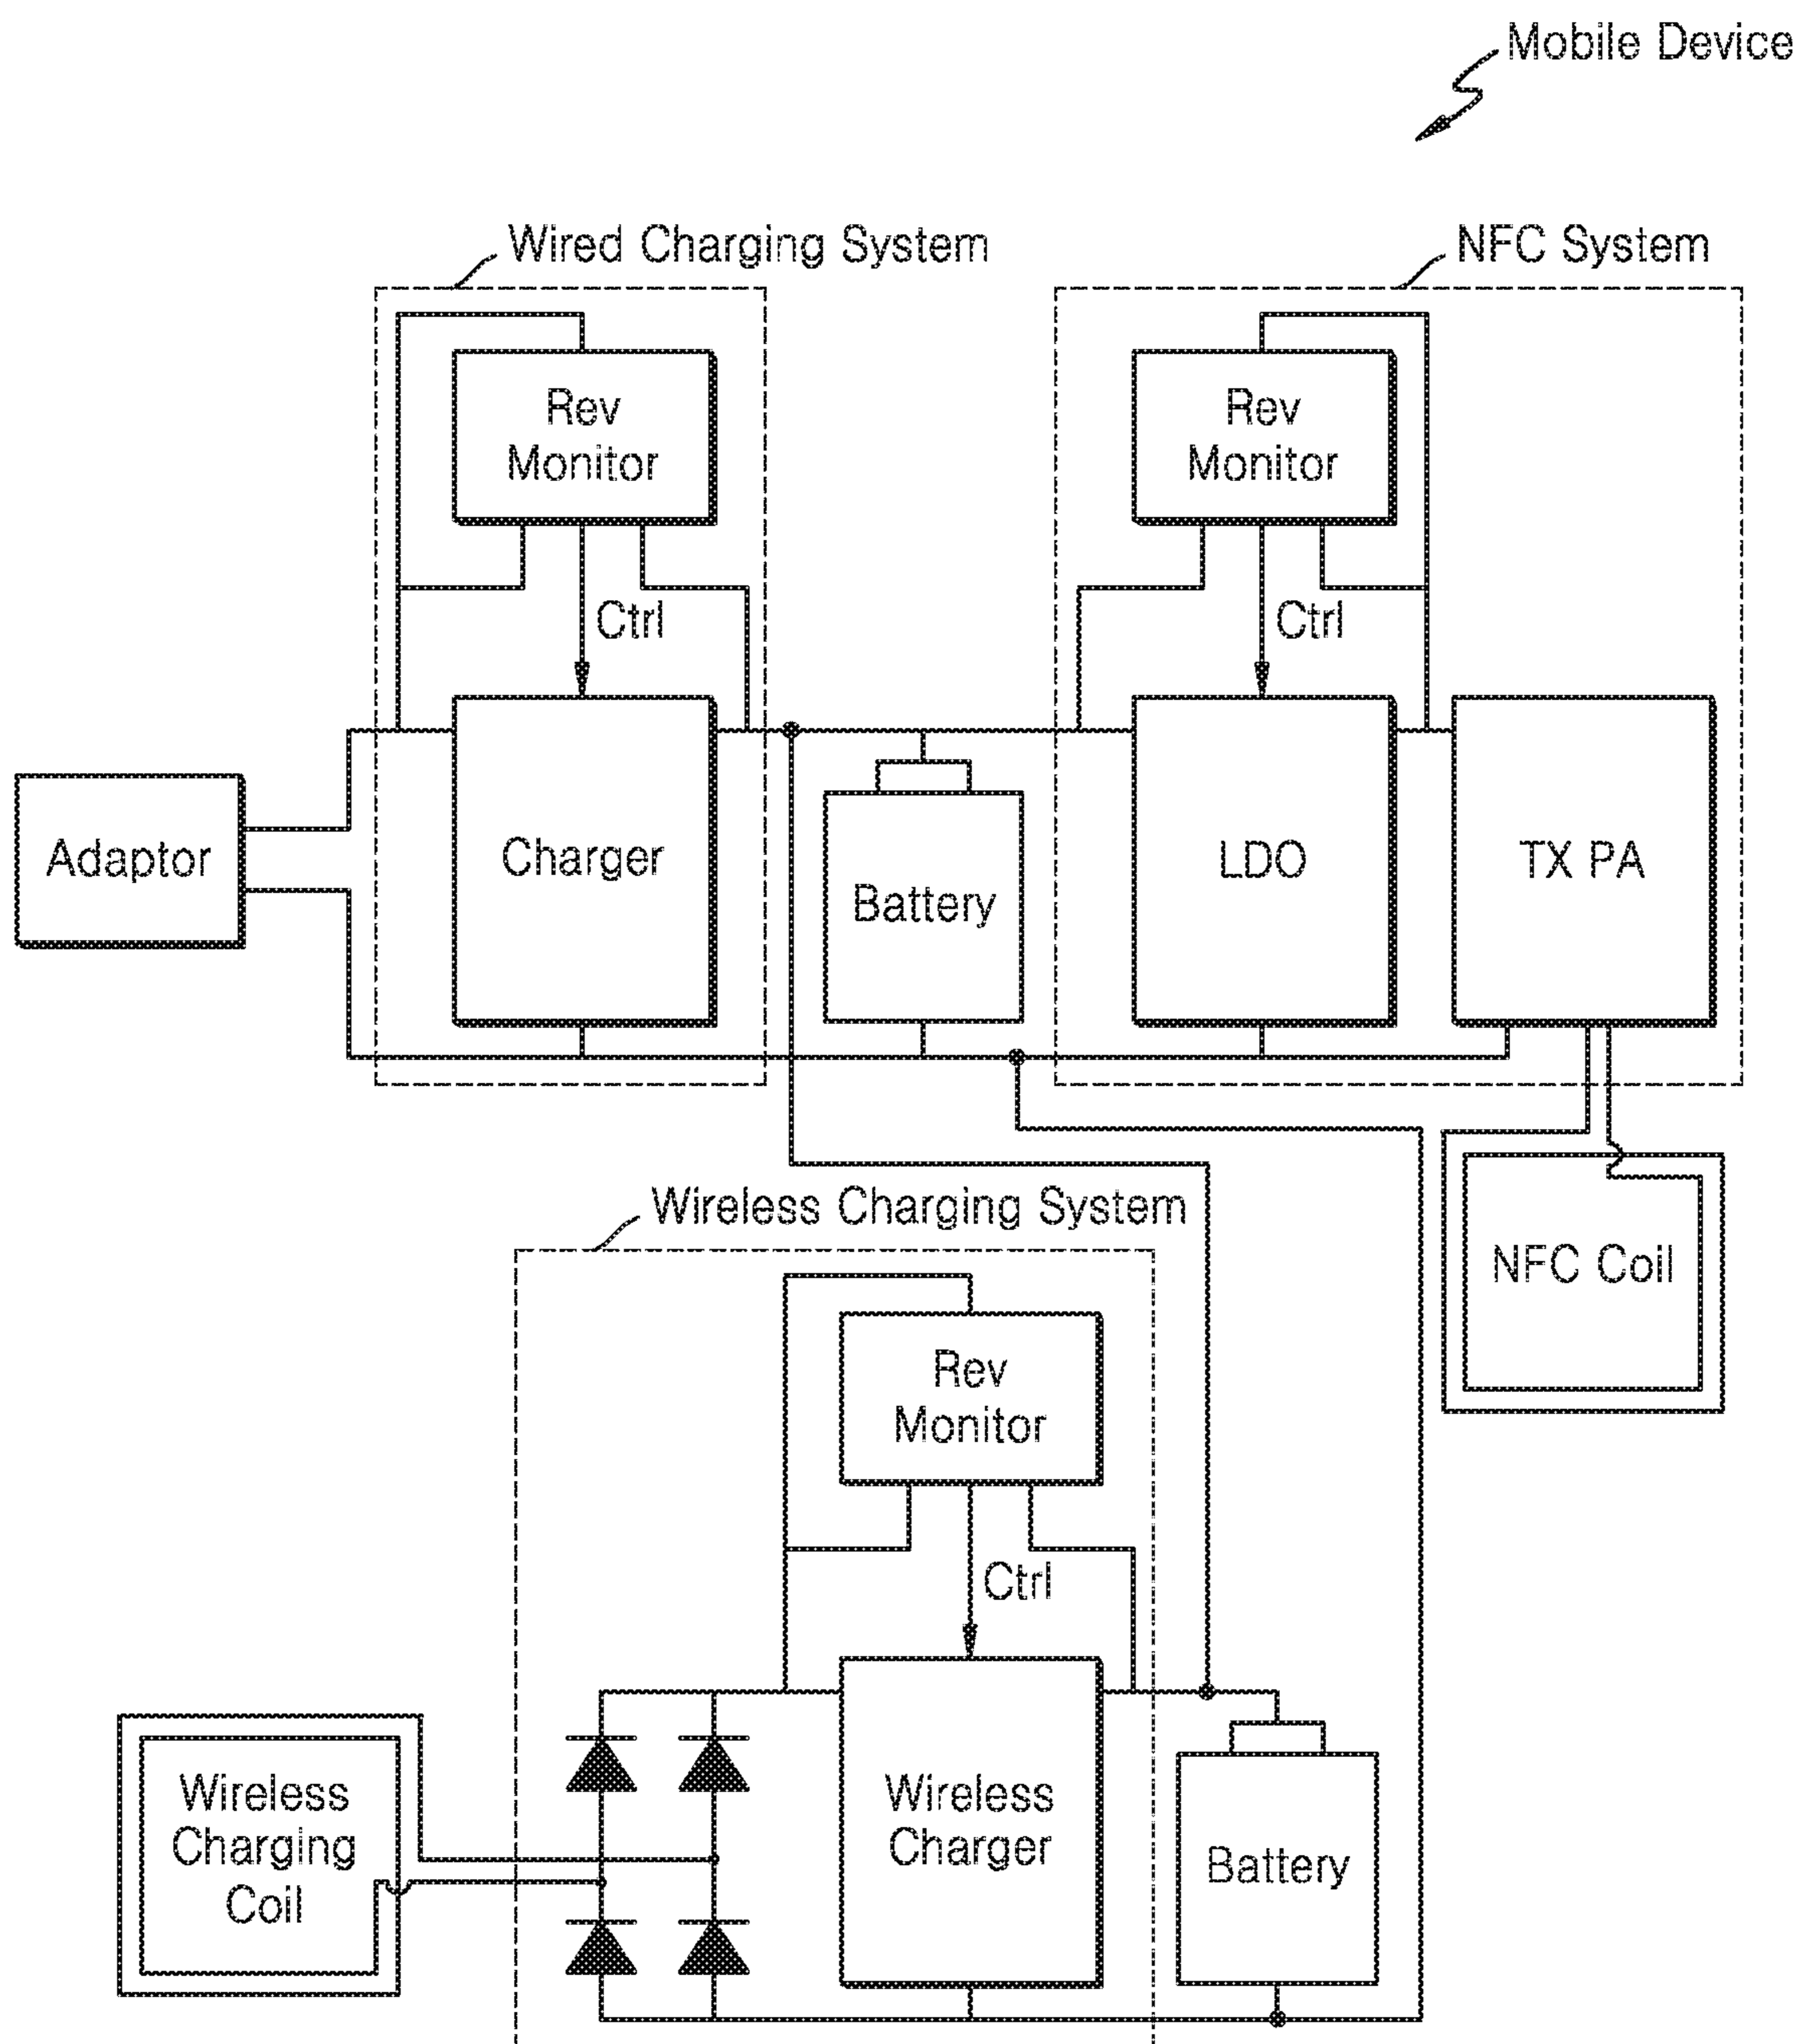 Mobile Device
Wired Charging System
NFC System
Rev
Monitor
Rev
Monitor
Ctrl
Ctrl
Adaptor
Charger
Battery
LDO
TX PA
Wireless Charging System
NFC Coil
Rev
Monitor
Ctrl
Wireless
Charging
Coil
Wireless
Charger
Battery